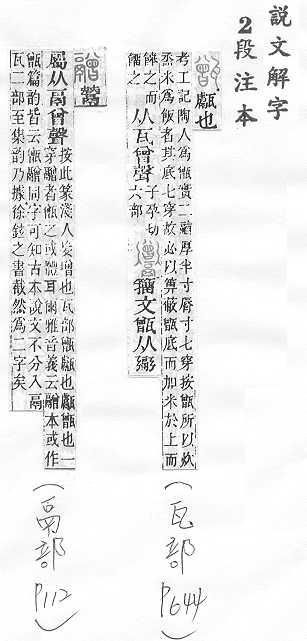 説文解字
2段注本
甑 甗也
考工記陶人爲甑實二鬴厚半寸脣寸七穿按甑所以炊
烝米爲飯者其底七穿故必以箅蔽甑底而加米於上而
餴之而
餾之
从瓦曾聲
子孕切
六部
籒文甑从䰜
(瓦部 P.644)
䰝 鬵
屬从鬲曾聲
按此篆淺人妄增也瓦部甑甗也甗甑也一
穿䰝者甑之或體耳爾雅音義云䰝本或作
甑篇韵皆云甑䰝同字可知古本說文不分入鬲
瓦二部至集韵乃據徐鉉之書截然爲二字矣
(鬲部 P112)